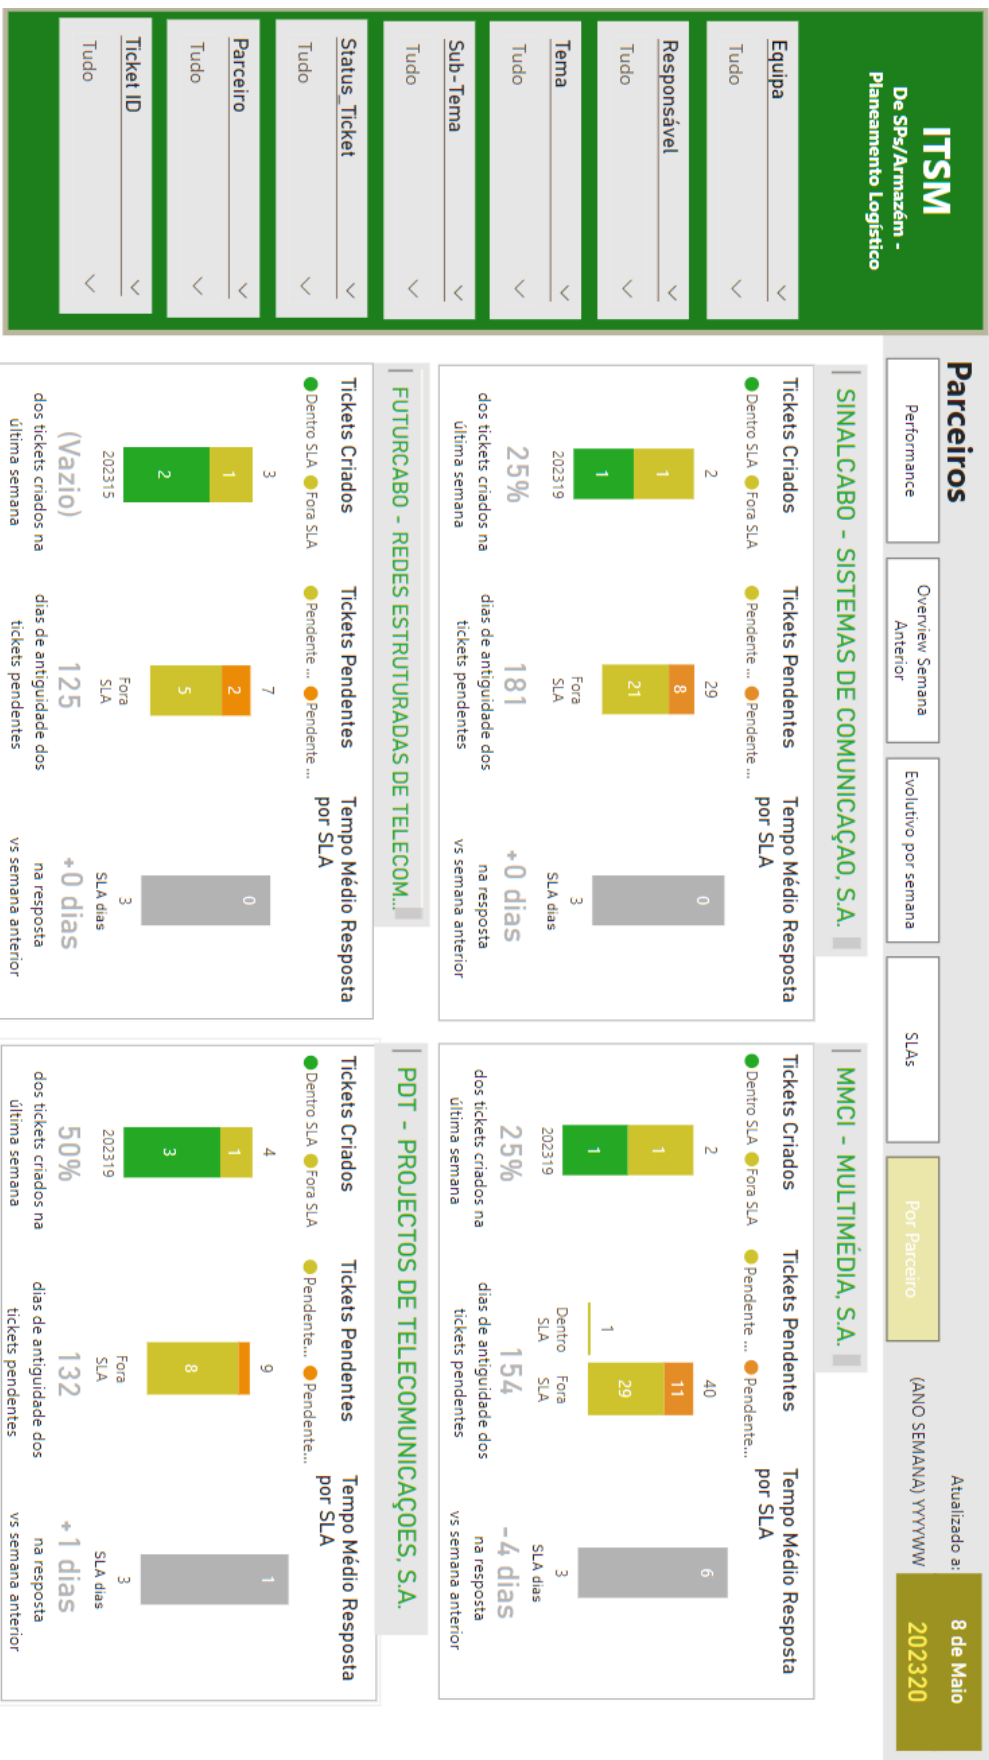 ITSM
De SPs/Armazém -
Planeamento Logístico
Equipa
Tudo
Responsável
Tudo
Tema
Tudo
Sub-Tema
Tudo
Status_Ticket
Tudo
Parceiro
Tudo
Ticket ID
Tudo
Parceiros
Performance
Overview Semana
Anterior
Evolutivo por semana
SLAs
Por Parceiro
Atualizado a:
(ANO SEMANA) YYYYWW
8 de Maio
202320
SINALCABO - SISTEMAS DE COMUNICAÇAO, S.A.
Tickets Criados
Dentro SLA Fora SLA
2
1
1
202319
25%
dos tickets criados na
última semana
Tickets Pendentes
Pendente ... Pendente ...
29
8
21
Fora
SLA
181
dias de antiguidade dos
tickets pendentes
Tempo Médio Resposta
por SLA
0
3
SLA dias
+0 dias
na resposta
vs semana anterior
MMCI - MULTIMÉDIA, S.A.
Tickets Criados
Dentro SLA Fora SLA
2
1
1
202319
25%
dos tickets criados na
última semana
Tickets Pendentes
Pendente ... Pendente...
40
11
1
29
Dentro
SLA
Fora
SLA
154
dias de antiguidade dos
tickets pendentes
Tempo Médio Resposta
por SLA
6
3
SLA dias
-4 dias
na resposta
vs semana anterior
FUTURCABO - REDES ESTRUTURADAS DE TELECOM...
Tickets Criados
Dentro SLA Fora SLA
3
1
2
202315
(Vazio)
dos tickets criados na
última semana
Tickets Pendentes
Pendente ... Pendente ...
7
2
5
Fora
SLA
125
dias de antiguidade dos
tickets pendentes
Tempo Médio Resposta
por SLA
0
3
SLA dias
+0 dias
na resposta
vs semana anterior
PDT - PROJECTOS DE TELECOMUNICAÇOES, S.A.
Tickets Criados
Dentro SLA Fora SLA
4
1
3
202319
50%
dos tickets criados na
última semana
Tickets Pendentes
Pendente... Pendente...
9
8
Fora
SLA
132
dias de antiguidade dos
tickets pendentes
Tempo Médio Resposta
por SLA
1
3
SLA dias
+1 dias
na resposta
vs semana anterior